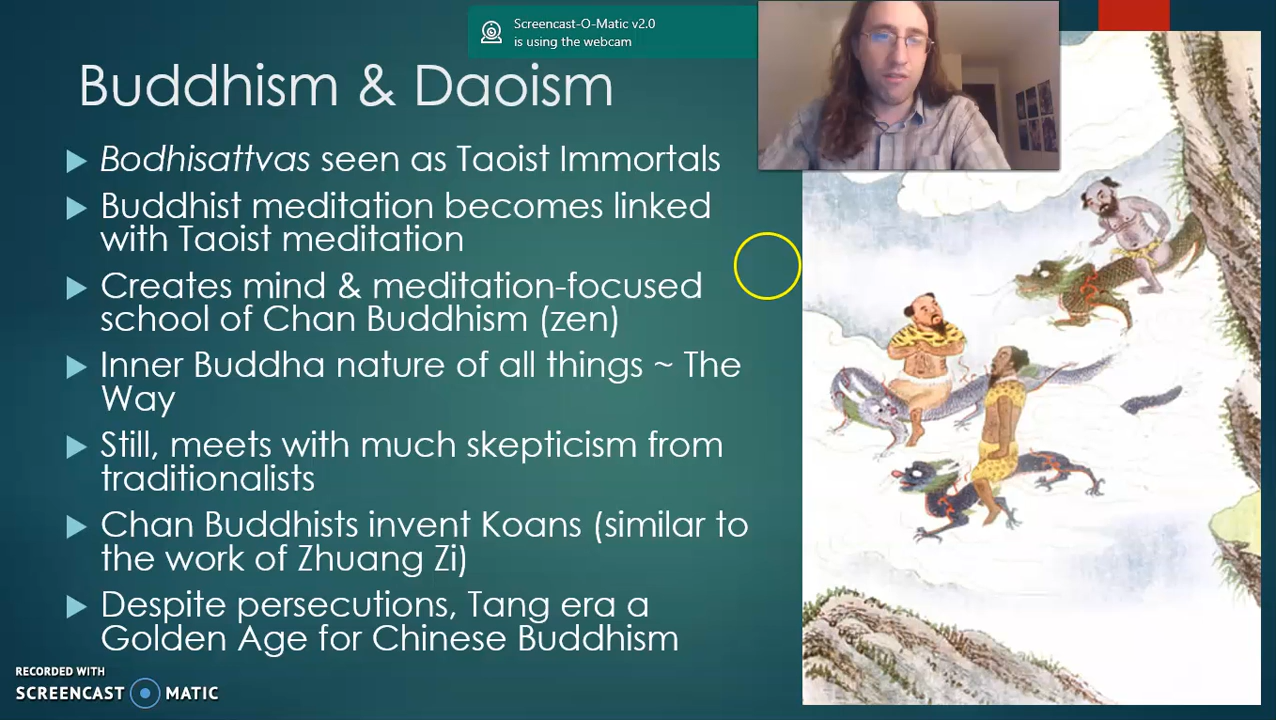 Screencast-O-Matic v2.0
is using the webcam
Buddhism & Daoism
Bodhisattvas seen as Taoist Immortals
Buddhist meditation becomes linked
with Taoist meditation
Creates mind & meditation-focused
school of Chan Buddhism (zen)
Inner Buddha nature of all things ~ The
Way
Still, meets with much skepticism from
traditionalists
Chan Buddhists invent Koans (similar to
the work of Zhuang Zi)
Despite persecutions, Tang era a
Golden Age for Chinese Buddhism
RECORDED WITH
SCREENCAST MATIC